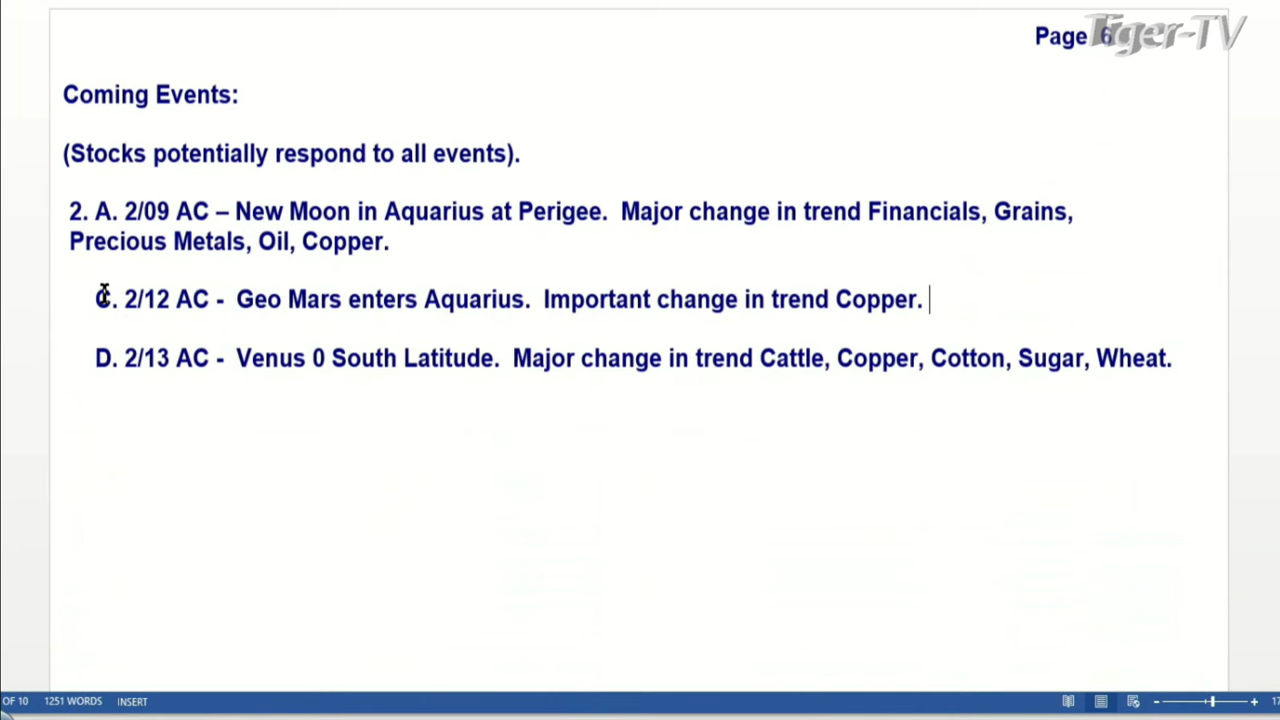 Page 6
Tiger-TV
Coming Events:
(Stocks potentially respond to all events).
2. A. 2/09 AC – New Moon in Aquarius at Perigee. Major change in trend Financials, Grains,
Precious Metals, Oil, Copper.
C. 2/12 AC - Geo Mars enters Aquarius. Important change in trend Copper.
D. 2/13 AC - Venus 0 South Latitude. Major change in trend Cattle, Copper, Cotton, Sugar, Wheat.
OF 10 1251 WORDS INSERT